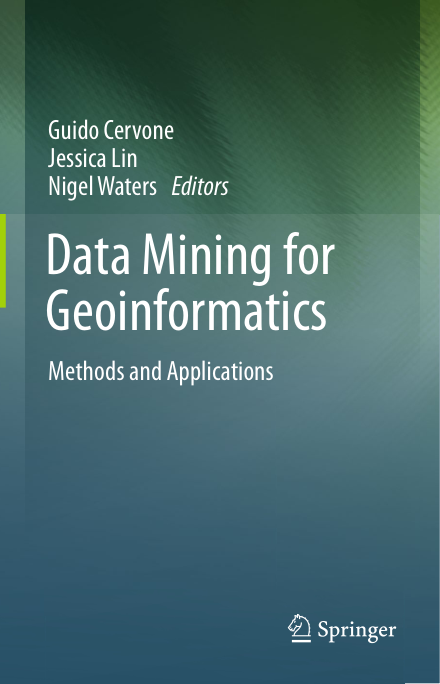 Guido Cervone
Jessica Lin
Nigel Waters Editors
Data Mining for
Geoinformatics
Methods and Applications
Springer